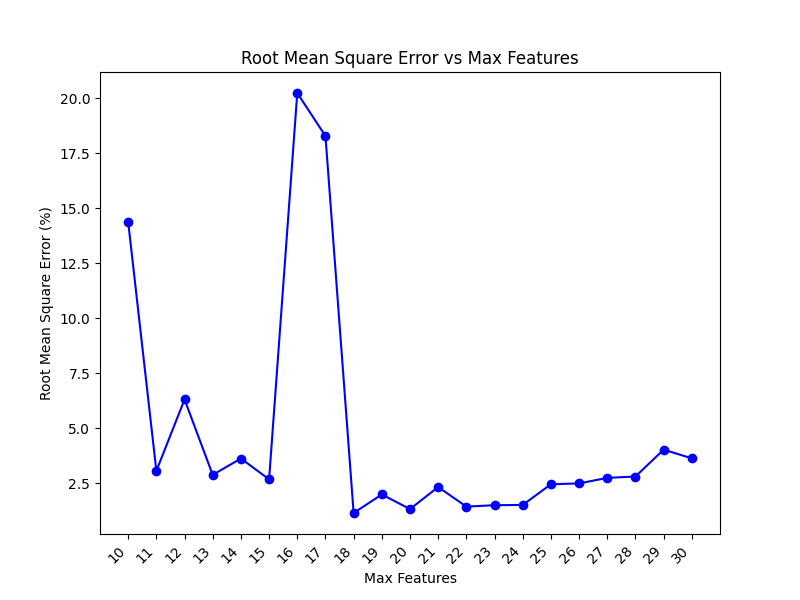 Root Mean Square Error vs Max Features
Root Mean Square Error (%)
20.0
17.5
15.0
12.5
10.0
7.5
5.0
2.5
10 11 12 13 14 15 16 17 18 19 20 21 22 23 24 25 26 27 28 29 30
Max Features